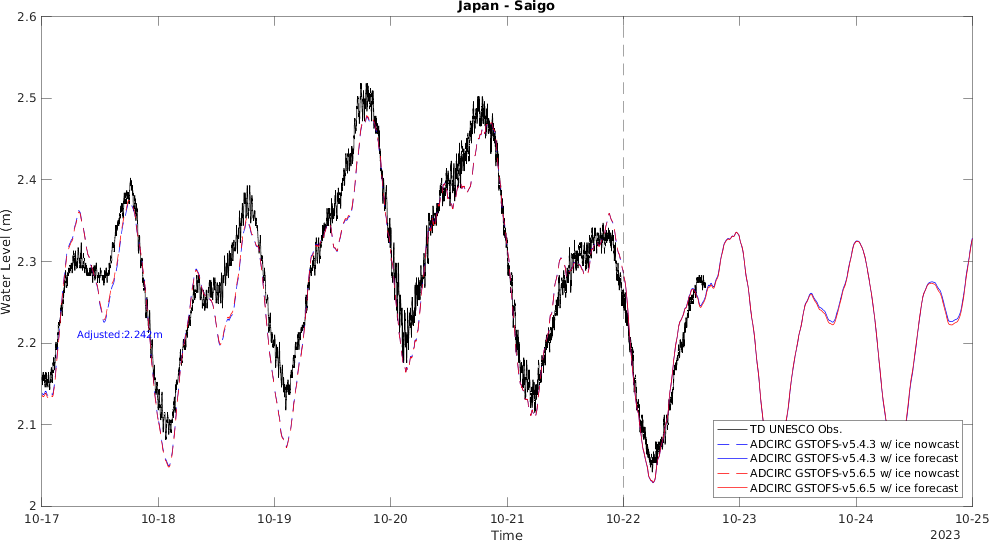 Japan - Saigo
Water Level (m)
2.6
2.5
2.4
2.3
2.2
2.1
2
Adjusted:2.242m
TD UNESCO Obs.
ADCIRC GSTOFS-v5.4.3 w/ ice nowcast
ADCIRC GSTOFS-v5.4.3 w/ ice forecast
ADCIRC GSTOFS-v5.6.5 w/ ice nowcast
ADCIRC GSTOFS-v5.6.5 w/ ice forecast
10-17 10-18 10-19 10-20 10-21 10-22 10-23 10-24 10-25
Time
2023